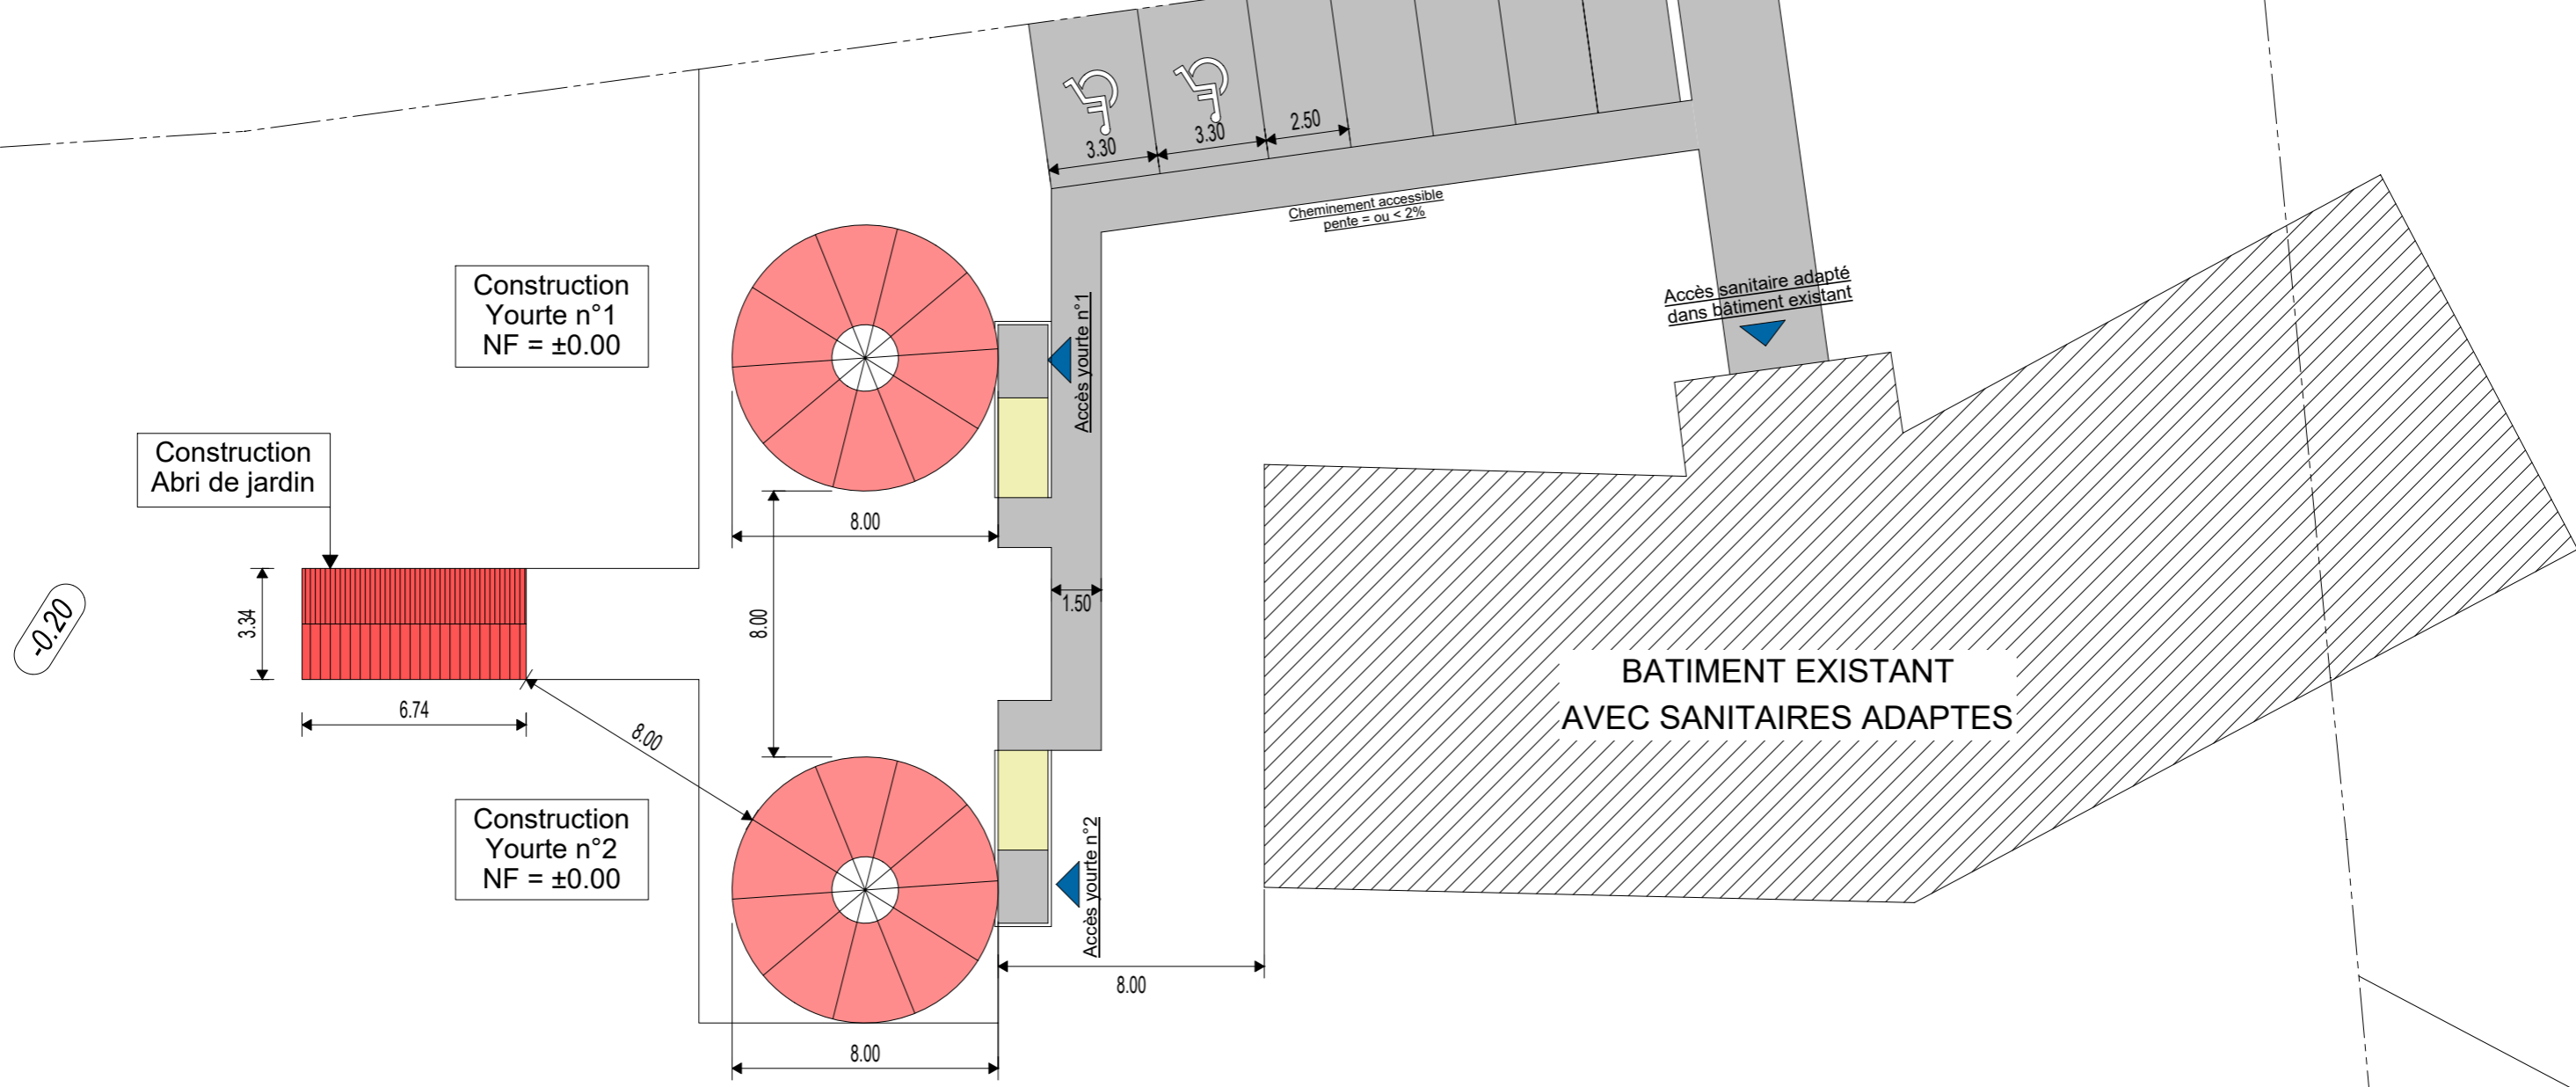 3.30
3.30
2.50
Cheminement accessible
pente = ou < 2%
Accès sanitaire adapté
dans bâtiment existant
Construction
Yourte n°1
NF = ±0.00
Accès yourte n°1
Construction
Abri de jardin
8.00
3.34
-0.20
8.00
1.50
6.74
8.00
BATIMENT EXISTANT
AVEC SANITAIRES ADAPTES
Construction
Yourte n°2
NF = ±0.00
Accès yourte n°2
8.00
8.00